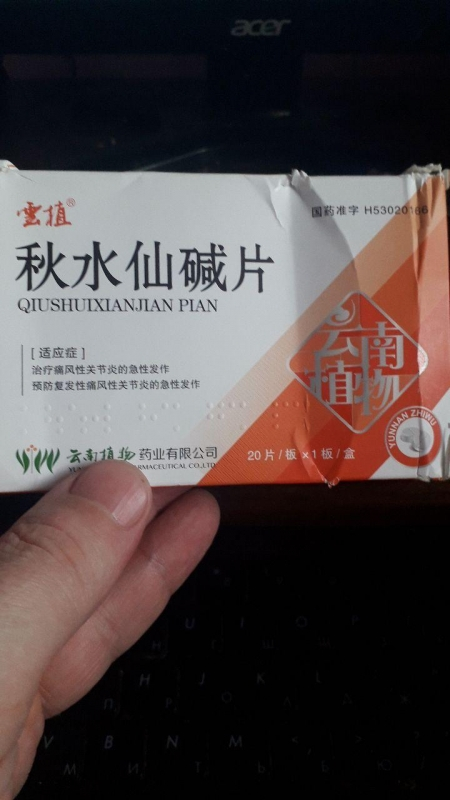 acer
雲植®
国药准字 H53020166
秋水仙碱片
QIUSHUIXIANJIAN PIAN
[适应症]
治疗痛风性关节炎的急性发作
预防复发性痛风性关节炎的急性发作
云南植物
YUNNAN ZHIWU
云南植物药业有限公司
CO.,LTD
20片/板×1板/盒
U I
H J K L
V B N M